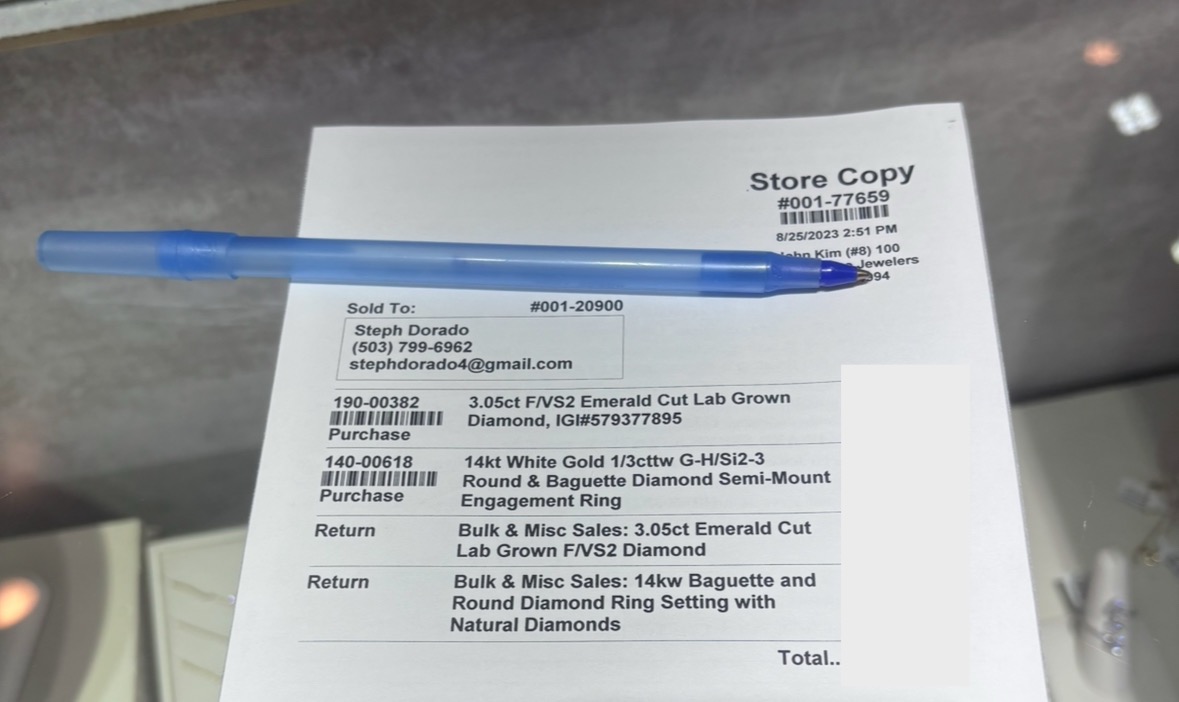 Store Copy
#001-77659
8/25/2023 2:51 PM
Kim (#8) 100
Jewelers
Sold To: #001-20900
Steph Dorado
(503) 799-6962
stephdorado4@gmail.com
190-00382 3.05ct F/VS2 Emerald Cut Lab Grown
Diamond, IGI#579377895
Purchase
140-00618 14kt White Gold 1/3cttw G-H/Si2-3
Round & Baguette Diamond Semi-Mount
Purchase Engagement Ring
Return Bulk & Misc Sales: 3.05ct Emerald Cut
Lab Grown F/VS2 Diamond
Return Bulk & Misc Sales: 14kw Baguette and
Round Diamond Ring Setting with
Natural Diamonds
Total..